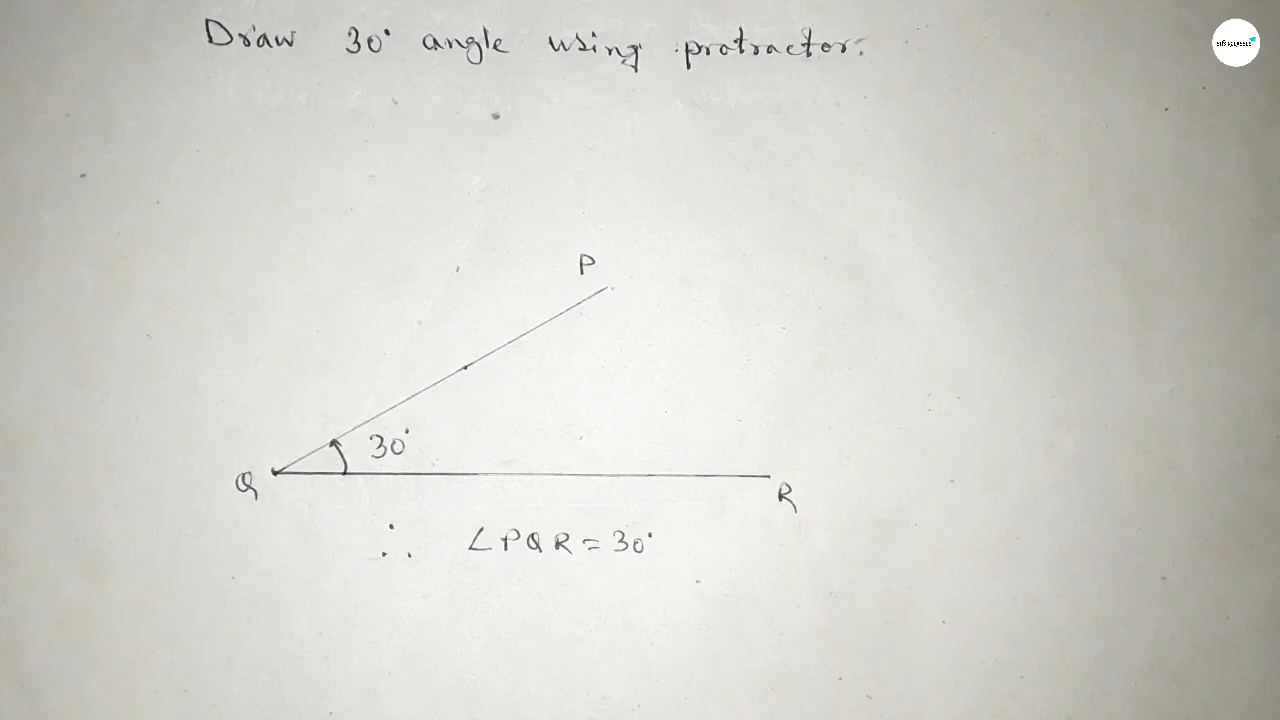 Draw 30° angle using protractor.
P
30°
Q
R
∴ ∠PQR = 30°